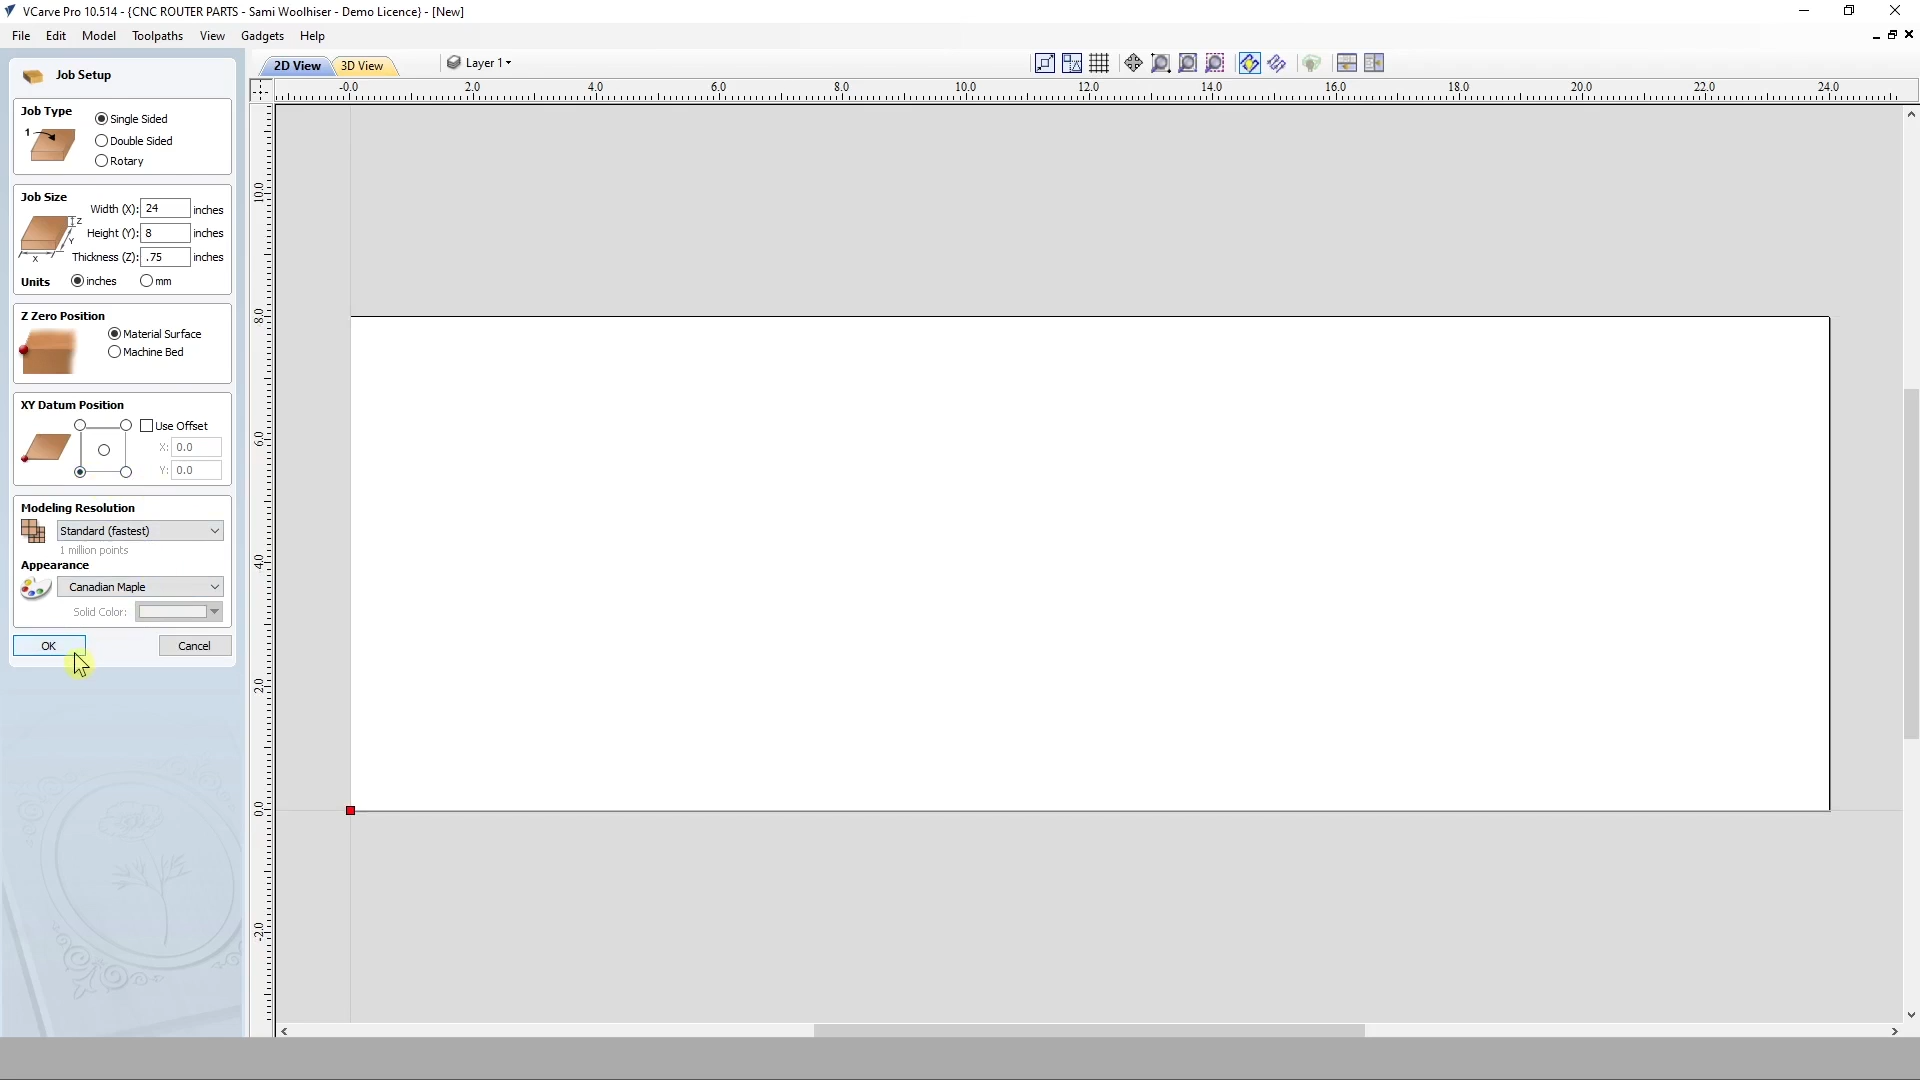 VCarve Pro 10.514 - {CNC ROUTER PARTS - Sami Woolhiser - Demo Licence} - [New]
File Edit Model Toolpaths View Gadgets Help
Job Setup
2D View 3D View Layer 1
-0.0 2.0 4.0 6.0 8.0 10.0 12.0 14.0 16.0 18.0 20.0 22.0 24.0
Job Type
1
Single Sided
Double Sided
Rotary
Job Size
Width (X): 24 inches
Height (Y): 8 inches
Thickness (Z): .75 inches
Z
Y
X
Units inches mm
Z Zero Position
Material Surface
Machine Bed
XY Datum Position
Use Offset
X: 0.0
Y: 0.0
Modeling Resolution
Standard (fastest)
1 million points
Appearance
Canadian Maple
Solid Color:
OK Cancel
10.0
8.0
6.0
4.0
2.0
0.0
-2.0